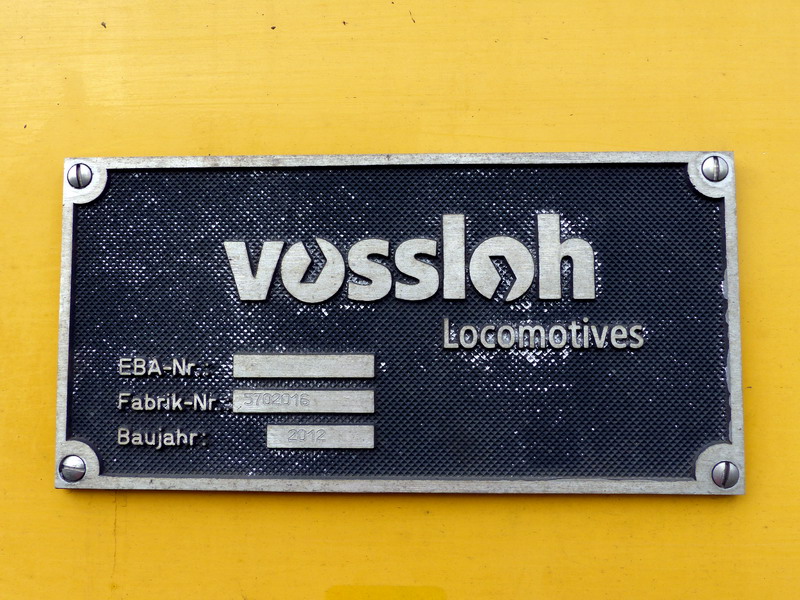 vossloh
Locomotives
EBA-Nr.:
Fabrik-Nr.: 5702016
Baujahr: 2012